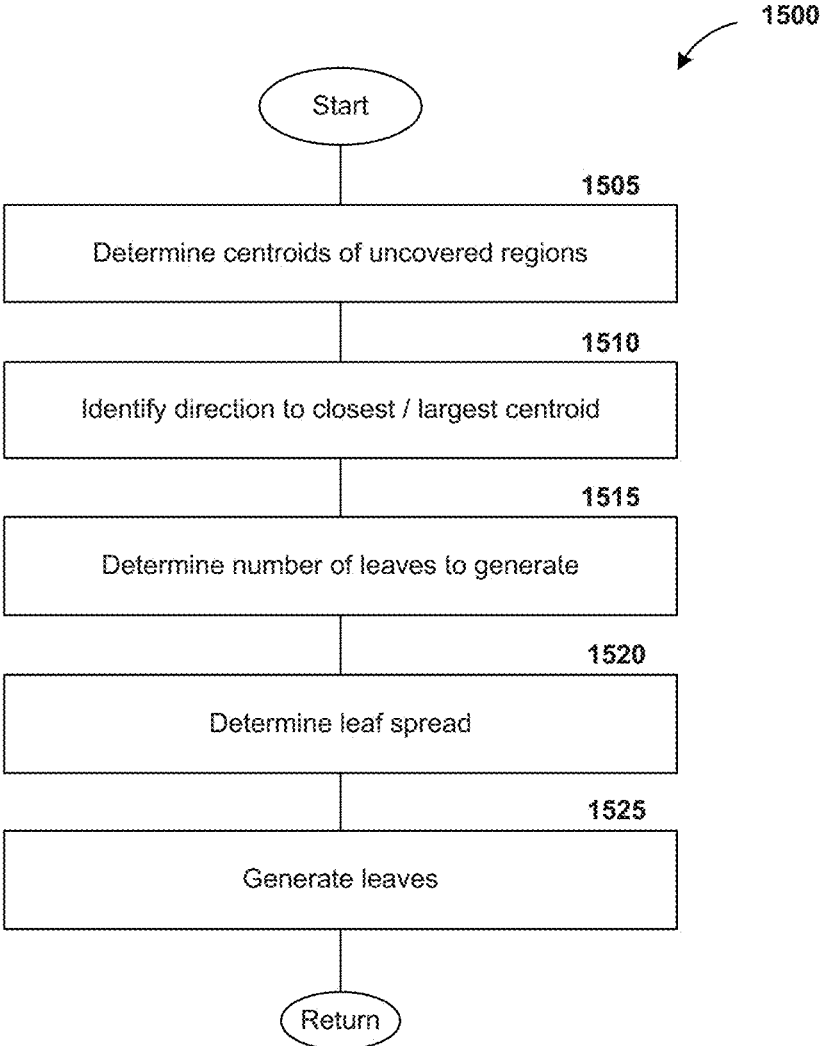 1500
Start
1505
Determine centroids of uncovered regions
1510
Identify direction to closest / largest centroid
1515
Determine number of leaves to generate
1520
Determine leaf spread
1525
Generate leaves
Return